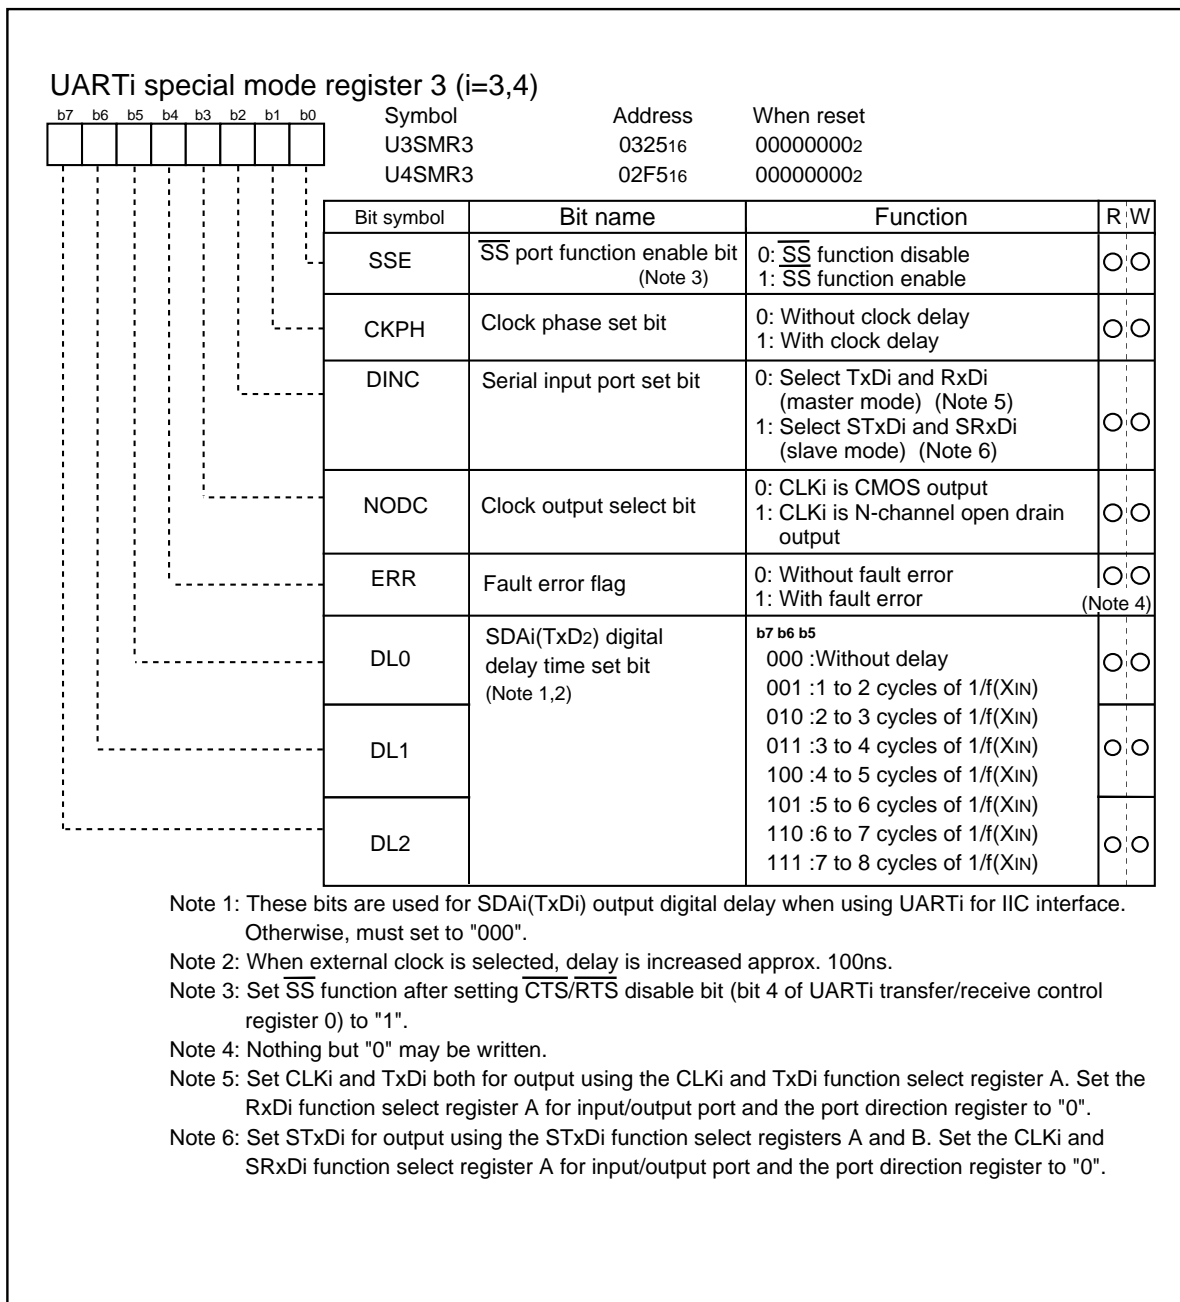 UARTi special mode register 3 (i=3,4)
b7 b6 b5 b4 b3 b2 b1 b0
Symbol Address When reset
U3SMR3 032516 000000002
U4SMR3 02F516 000000002
Bit symbol Bit name Function R W
SSE SS port function enable bit (Note 3) 0: SS function disable
1: SS function enable
CKPH Clock phase set bit 0: Without clock delay
1: With clock delay
DINC Serial input port set bit 0: Select TxDi and RxDi
(master mode) (Note 5)
1: Select STxDi and SRxDi
(slave mode) (Note 6)
NODC Clock output select bit 0: CLKi is CMOS output
1: CLKi is N-channel open drain
output
ERR Fault error flag 0: Without fault error
1: With fault error
(Note 4)
DL0 SDAi(TxD2) digital
delay time set bit
(Note 1,2)
b7 b6 b5
000 :Without delay
001 :1 to 2 cycles of 1/f(XIN)
010 :2 to 3 cycles of 1/f(XIN)
DL1 011 :3 to 4 cycles of 1/f(XIN)
100 :4 to 5 cycles of 1/f(XIN)
101 :5 to 6 cycles of 1/f(XIN)
DL2 110 :6 to 7 cycles of 1/f(XIN)
111 :7 to 8 cycles of 1/f(XIN)
Note 1: These bits are used for SDAi(TxDi) output digital delay when using UARTi for IIC interface.
Otherwise, must set to "000".
Note 2: When external clock is selected, delay is increased approx. 100ns.
Note 3: Set SS function after setting CTS/RTS disable bit (bit 4 of UARTi transfer/receive control
register 0) to "1".
Note 4: Nothing but "0" may be written.
Note 5: Set CLKi and TxDi both for output using the CLKi and TxDi function select register A. Set the
RxDi function select register A for input/output port and the port direction register to "0".
Note 6: Set STxDi for output using the STxDi function select registers A and B. Set the CLKi and
SRxDi function select register A for input/output port and the port direction register to "0".